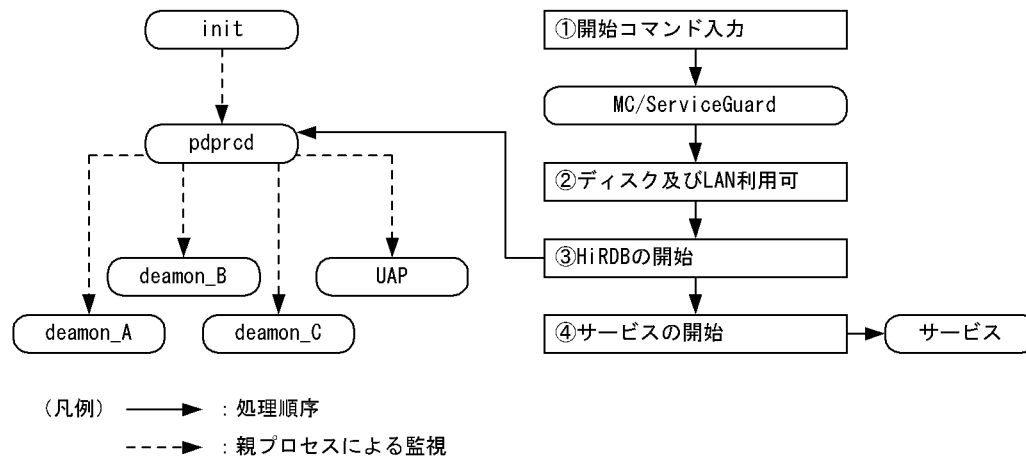 init
pdprcd
deamon_B
UAP
deamon_A
deamon_C
①開始コマンド入力
MC/ServiceGuard
②ディスク及びLAN利用可
③HiRDBの開始
④サービスの開始
サービス
(凡例)
：処理順序
：親プロセスによる監視